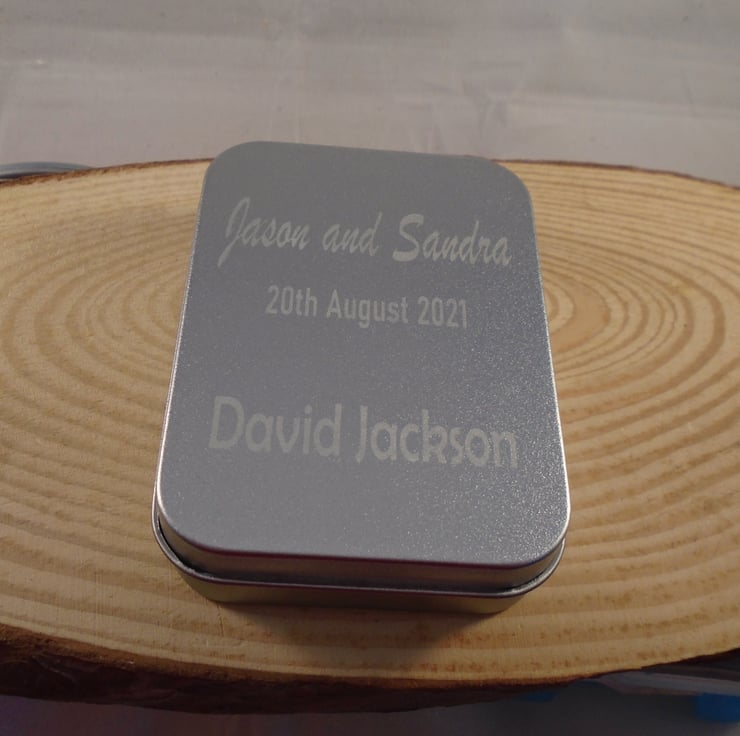 Jason and Sandra
20th August 2021
David Jackson